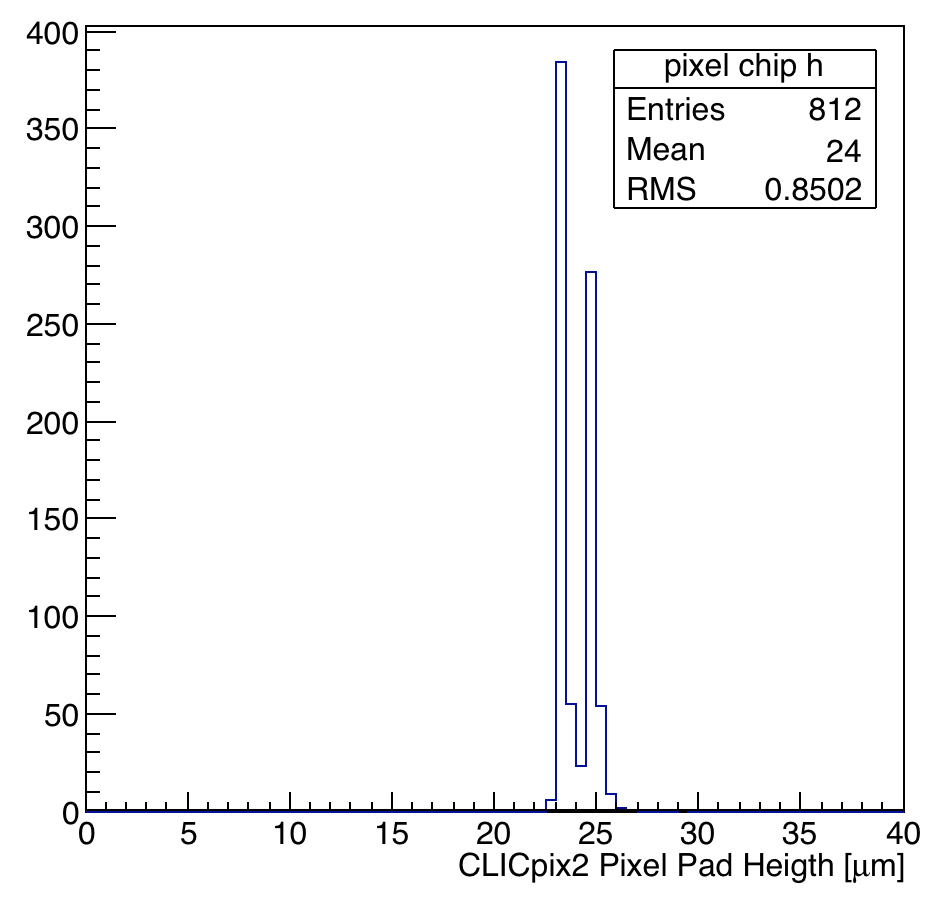 400
350
300
250
200
150
100
50
0
pixel chip h
Entries 812
Mean 24
RMS 0.8502
0 5 10 15 20 25 30 35 40
CLICpix2 Pixel Pad Heigth [μm]